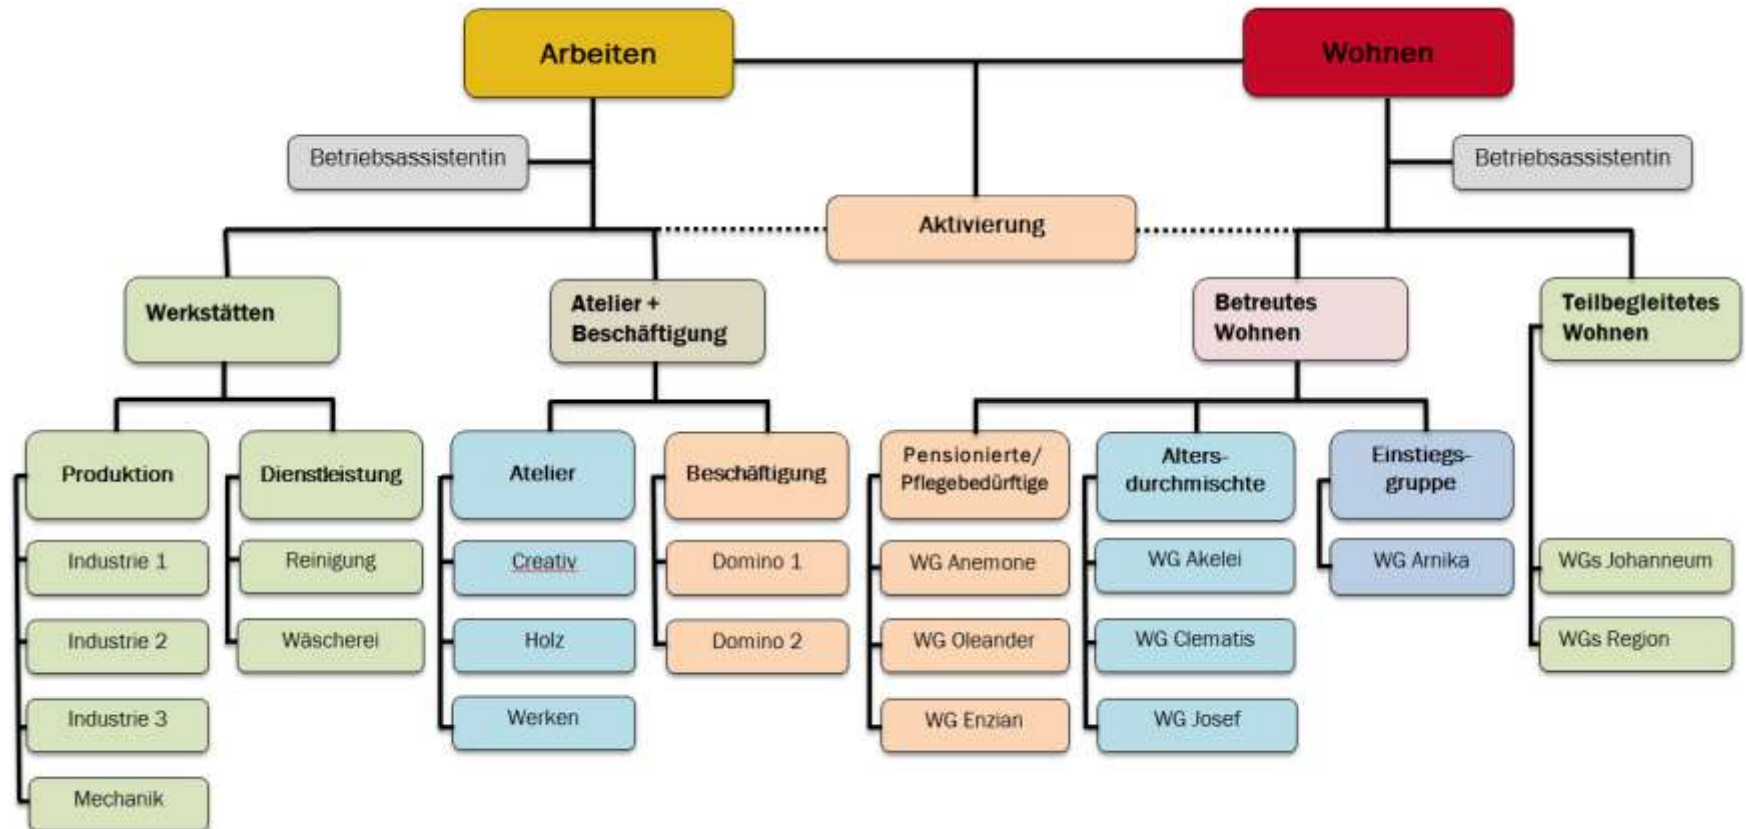 Arbeiten
Wohnen
Betriebsassistentin
Betriebsassistentin
Aktivierung
Werkstätten
Atelier +
Beschäftigung
Betreutes
Wohnen
Teilbegleitetes
Wohnen
Produktion
Dienstleistung
Atelier
Beschäftigung
Pensionierte/
Pflegebedürftige
Alters-
durchmischte
Einstiegs-
gruppe
Industrie 1
Reinigung
Creativ
Domino 1
WG Anemone
WG Akelei
WG Arnika
WGs Johanneum
Industrie 2
Wäscherei
Holz
Domino 2
WG Oleander
WG Clematis
WGs Region
Industrie 3
Werken
WG Enzian
WG Josef
Mechanik